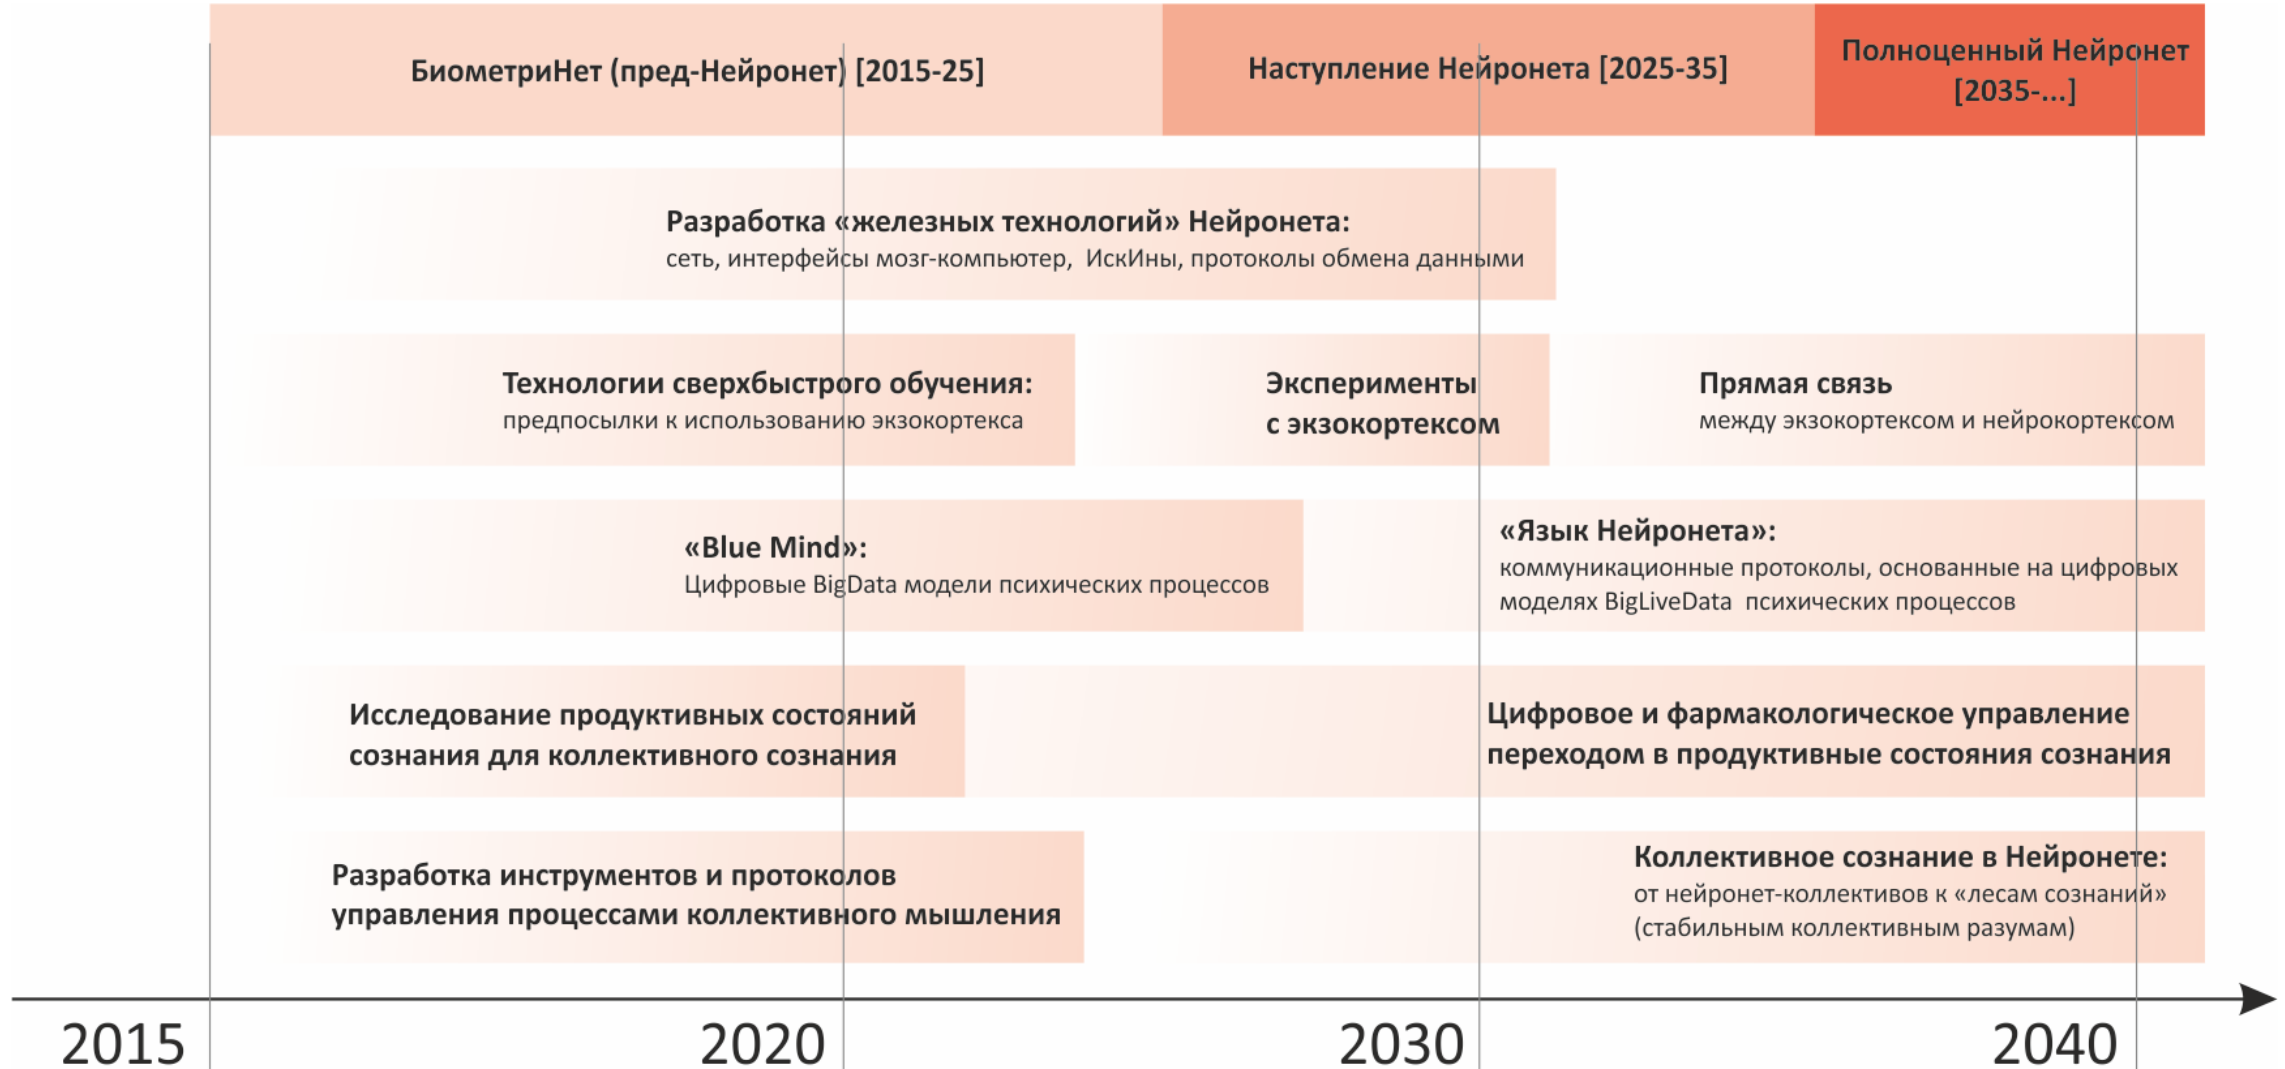 БиометриНет (пред-Нейронет) [2015-25]
Наступление Нейронета [2025-35]
Полноценный Нейронет
[2035-...]
Разработка «железных технологий» Нейронета:
сеть, интерфейсы мозг-компьютер, ИскИны, протоколы обмена данными
Технологии сверхбыстрого обучения:
предпосылки к использованию экзокортекса
Эксперименты
с экзокортексом
Прямая связь
между экзокортексом и нейрокортексом
«Blue Mind»:
Цифровые BigData модели психических процессов
«Язык Нейронета»:
коммуникационные протоколы, основанные на цифровых
моделях BigLiveData психических процессов
Исследование продуктивных состояний
сознания для коллективного сознания
Цифровое и фармакологическое управление
переходом в продуктивные состояния сознания
Разработка инструментов и протоколов
управления процессами коллективного мышления
Коллективное сознание в Нейронете:
от нейронет-коллективов к «лесам сознаний»
(стабильным коллективным разумам)
2015
2020
2030
2040